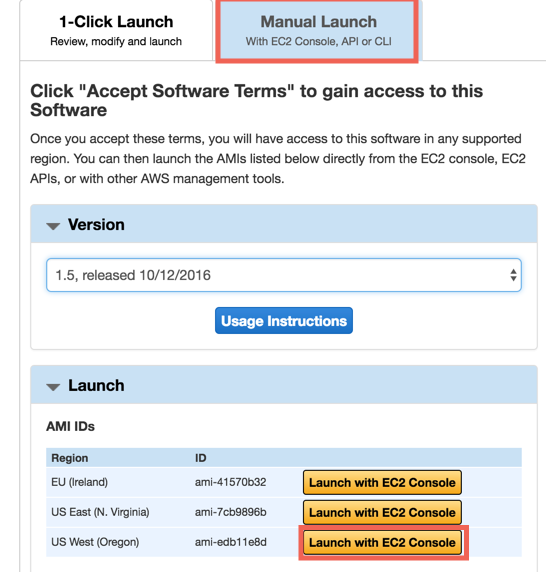 1-Click Launch
Review, modify and launch
Manual Launch
With EC2 Console, API or CLI
Click "Accept Software Terms" to gain access to this
Software
Once you accept these terms, you will have access to this software in any supported
region. You can then launch the AMIs listed below directly from the EC2 console, EC2
APIs, or with other AWS management tools.
Version
1.5, released 10/12/2016
Usage Instructions
Launch
AMI IDs
Region ID
EU (Ireland) ami-41570b32 Launch with EC2 Console
US East (N. Virginia) ami-7cb9896b Launch with EC2 Console
US West (Oregon) ami-edb11e8d Launch with EC2 Console